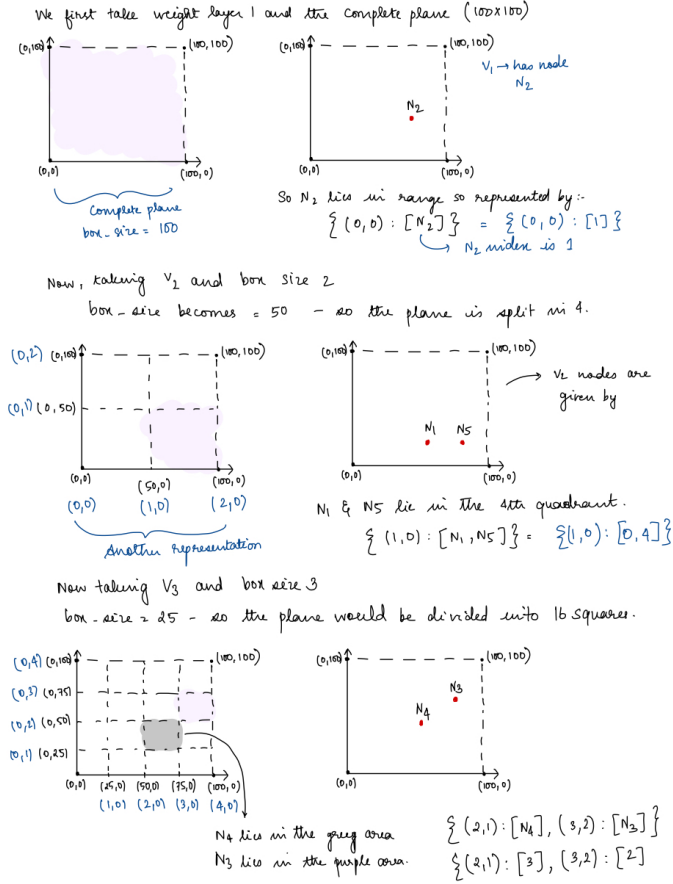 We first take weight layer 1 and the complete plane (100x100)
(0,100) (100,100)
(0,0) (100,0)
Complete plane
box_size = 100
(0,100) (100,100)
V1 → has node
N2
N2
(0,0) (100,0)
So N2 lies in range so represented by:-
{(0,0) : [N2]} = {(0,0) : [1]}
N2 index is 1
Now, taking V2 and box size 2
box_size becomes = 50 - so the plane is split in 4.
(0,2) (0,100) (100,100)
(0,1) (0,50)
(0,0) (50,0) (100,0)
(0,0) (1,0) (2,0)
Another representation
(0,100) (100,100)
V2 nodes are
given by
N1 N5
(0,0) (100,0)
N1 & N5 lie in the 4th quadrant.
{(1,0) : [N1, N5]} = {(1,0) : [0,4]}
Now taking V3 and box size 3
box_size = 25 - so the plane would be divided into 16 squares.
(0,4) (0,100) (100,100)
(0,3) (0,75)
(0,2) (0,50)
(0,1) (0,25)
(0,0) (25,0) (50,0) (75,0) (100,0)
(1,0) (2,0) (3,0) (4,0)
(0,100) (100,100)
N3
N4
(0,0) (100,0)
N4 lies in the grey area
N3 lies in the purple area.
{(2,1) : [N4], (3,2) : [N3]}
{(2,1) : [3], (3,2) : [2]